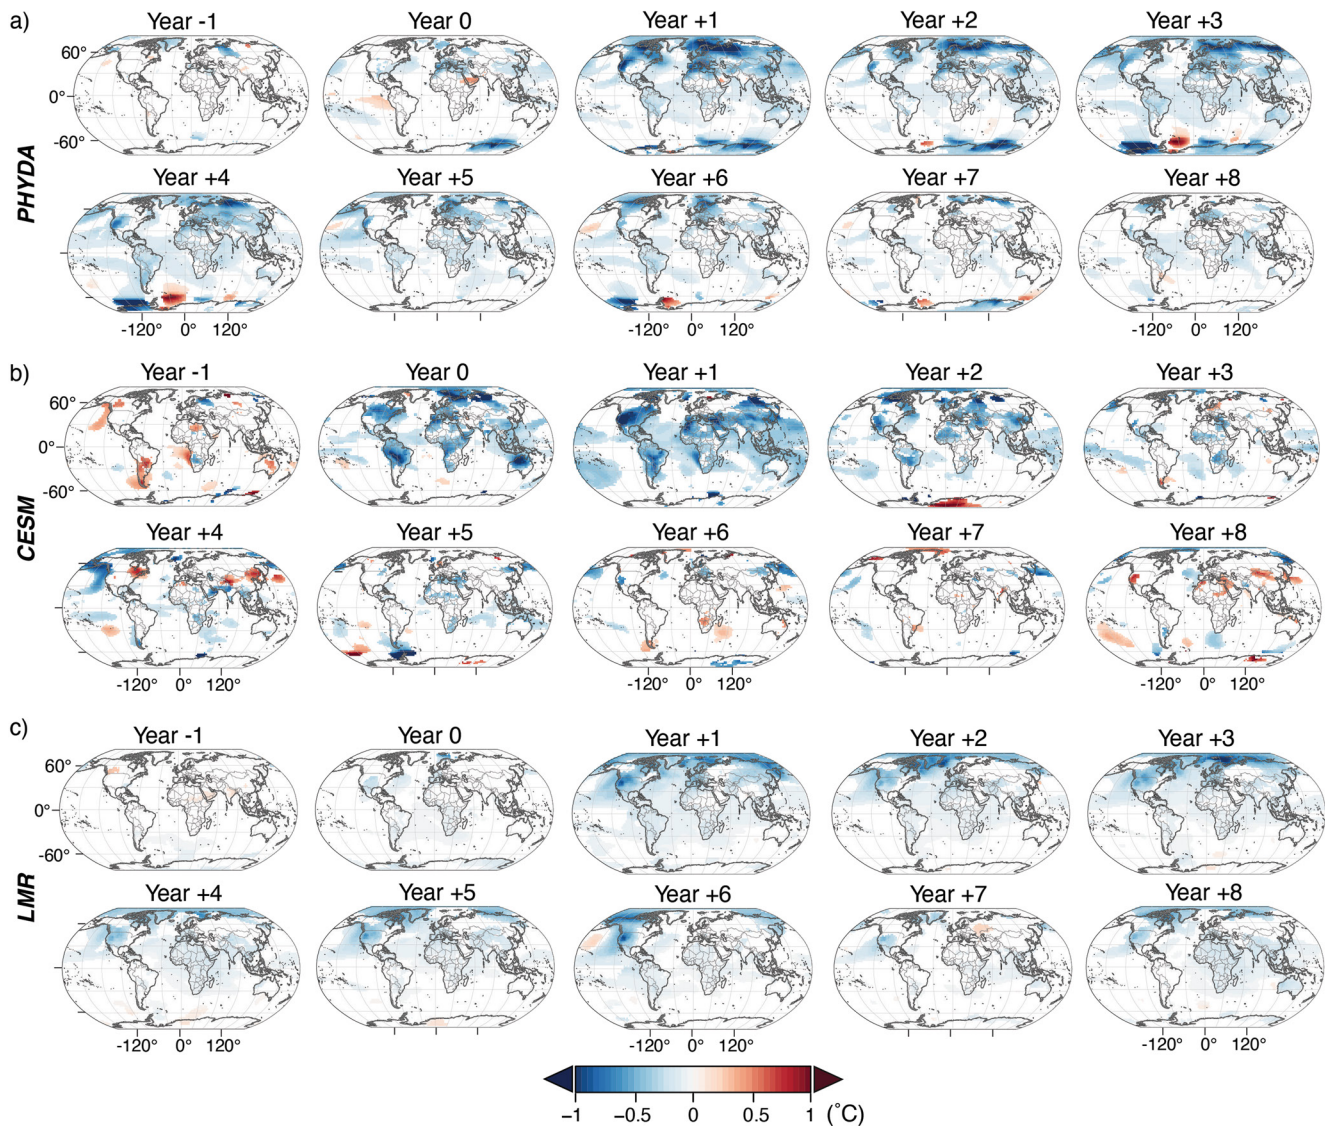 a)
Year -1 Year 0 Year +1 Year +2 Year +3
60°
0°
-60°
PHYDA
Year +4 Year +5 Year +6 Year +7 Year +8
-120° 0° 120° -120° 0° 120° -120° 0° 120°
b)
Year -1 Year 0 Year +1 Year +2 Year +3
60°
0°
-60°
CESM
Year +4 Year +5 Year +6 Year +7 Year +8
-120° 0° 120° -120° 0° 120° -120° 0° 120°
c)
Year -1 Year 0 Year +1 Year +2 Year +3
60°
0°
-60°
LMR
Year +4 Year +5 Year +6 Year +7 Year +8
-120° 0° 120° -120° 0° 120° -120° 0° 120°
−1 −0.5 0 0.5 1 (˚C)